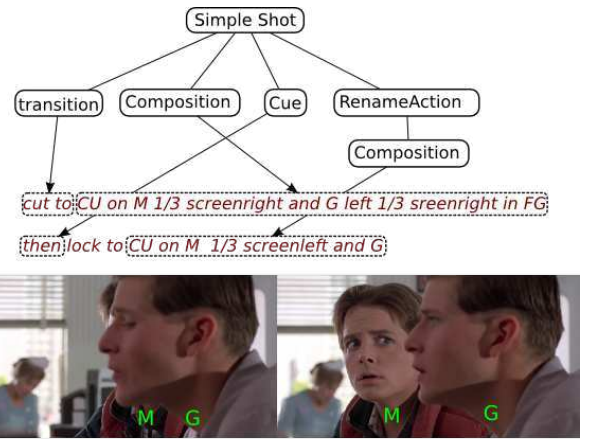 Simple Shot
transition Composition Cue RenameAction
Composition
cut to CU on M 1/3 screenright and G left 1/3 sreenright in FG
then lock to CU on M 1/3 screenleft and G
M G M G